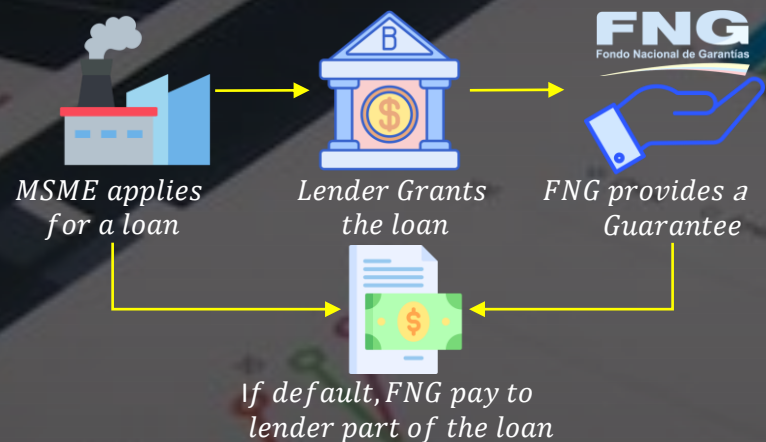 FNG
Fondo Nacional de Garantías
B
$
MSME applies
for a loan
Lender Grants
the loan
FNG provides a
Guarantee
$
If default, FNG pay to
lender part of the loan